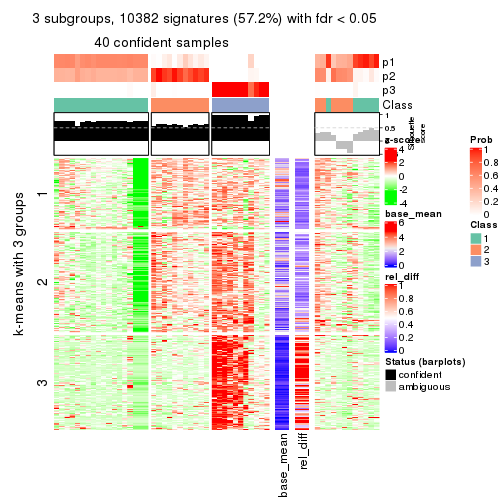 3 subgroups, 10382 signatures (57.2%) with fdr < 0.05
40 confident samples
p1
p2
p3
Class
1
0.5
0
Silhouette
score
k-means with 3 groups
1
2
3
base_mean
rel_diff
z-score
4
2
0
-2
-4
base_mean
6
4
2
0
rel_diff
1
0.8
0.6
0.4
0.2
0
Status (barplots)
confident
ambiguous
Prob
1
0.8
0.6
0.4
0.2
0
Class
1
2
3